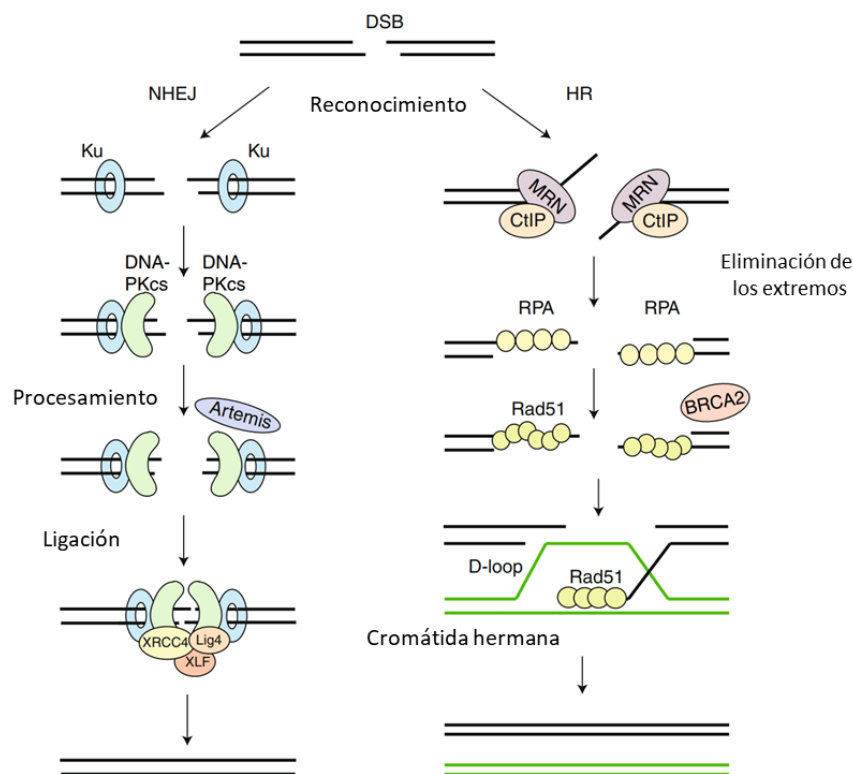 DSB
NHEJ
Reconocimiento
HR
Ku
Ku
MRN
CtIP
MRN
CtIP
DNA-
PKcs
DNA-
PKcs
Eliminación de
los extremos
RPA
RPA
Procesamiento
Artemis
Rad51
BRCA2
Ligación
D-loop
Rad51
XRCC4
Lig4
XLF
Cromátida hermana